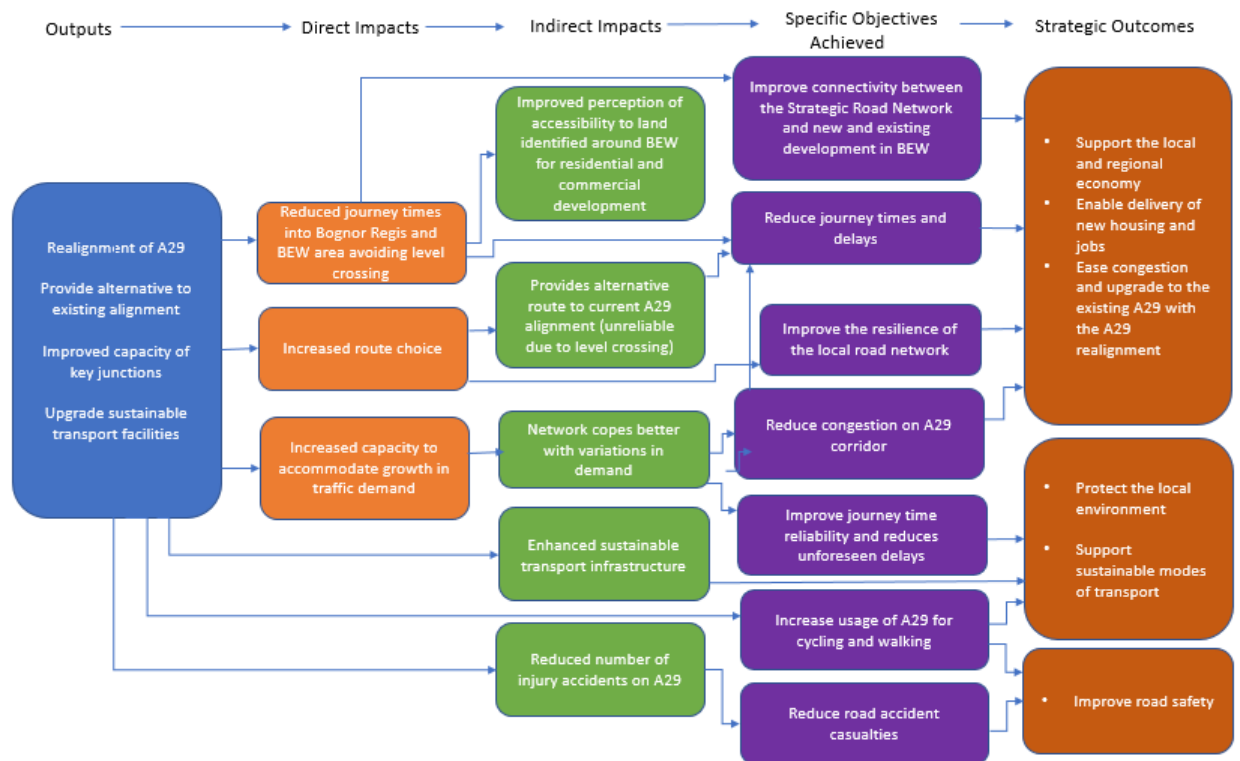 Outputs
Direct Impacts
Indirect Impacts
Specific Objectives
Achieved
Strategic Outcomes
Realignment of A29
Provide alternative to
existing alignment
Improved capacity of
key junctions
Upgrade sustainable
transport facilities
Reduced journey times
into Bognor Regis and
BEW area avoiding level
crossing
Increased route choice
Increased capacity to
accommodate growth in
traffic demand
Improved perception of
accessibility to land
identified around BEW
for residential and
commercial
development
Provides alternative
route to current A29
alignment (unreliable
due to level crossing)
Network copes better
with variations in
demand
Enhanced sustainable
transport infrastructure
Reduced number of
injury accidents on A29
Improve connectivity between
the Strategic Road Network
and new and existing
development in BEW
Reduce journey times and
delays
Improve the resilience of
the local road network
Reduce congestion on A29
corridor
Improve journey time
reliability and reduces
unforeseen delays
Increase usage of A29 for
cycling and walking
Reduce road accident
casualties
• Support the local
and regional
economy
• Enable delivery of
new housing and
jobs
• Ease congestion
and upgrade to the
existing A29 with
the A29
realignment
• Protect the local
environment
• Support
sustainable modes
of transport
• Improve road safety